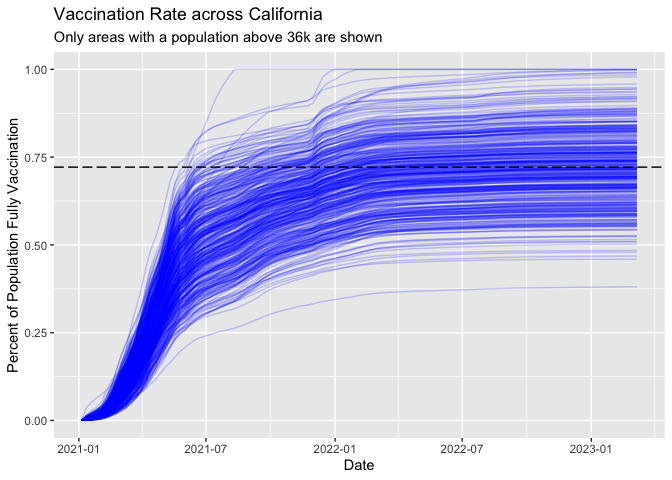 Vaccination Rate across California
Only areas with a population above 36k are shown
Percent of Population Fully Vaccination
1.00
0.75
0.50
0.25
0.00
2021-01
2021-07
2022-01
2022-07
2023-01
Date